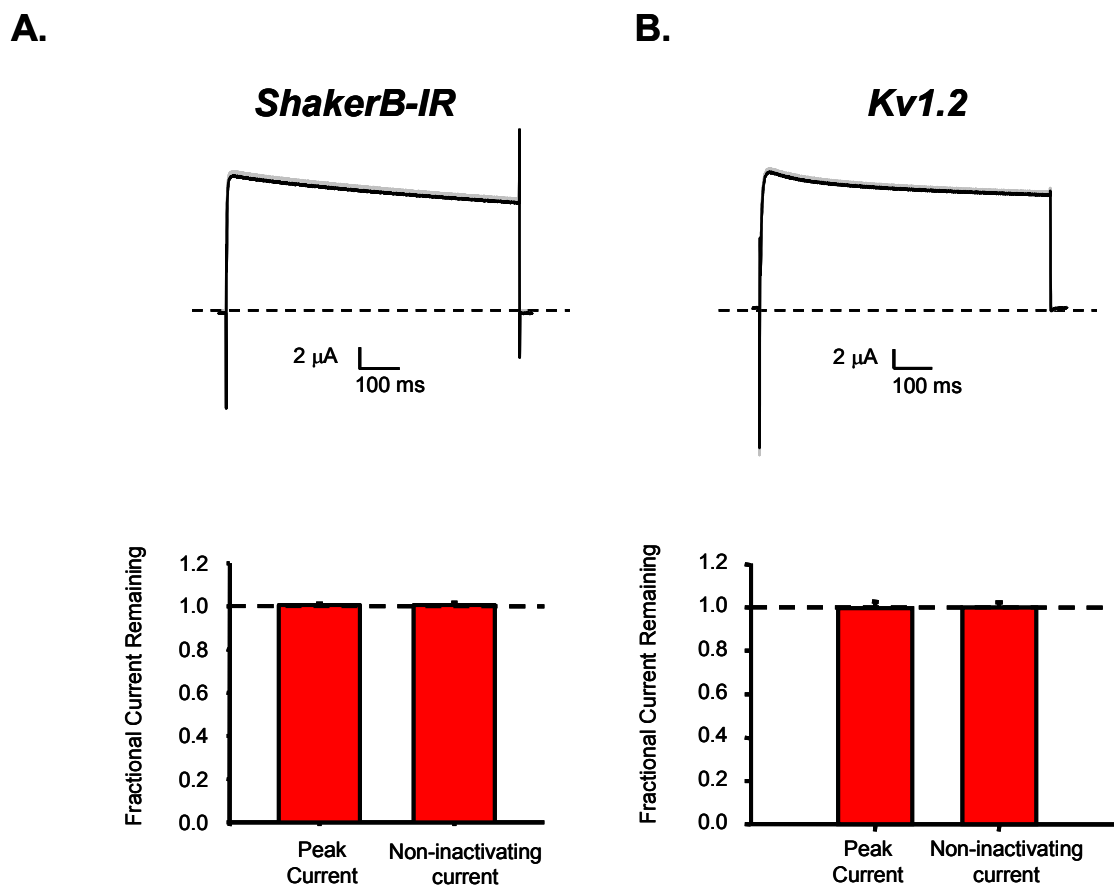 A.
B.
ShakerB-IR
Kv1.2
2 μA
100 ms
2 μA
100 ms
Fractional Current Remaining
1.2
1.0
0.8
0.6
0.4
0.2
0.0
Peak
Current
Non-inactivating
current
Fractional Current Remaining
1.2
1.0
0.8
0.6
0.4
0.2
0.0
Peak
Current
Non-inactivating
current